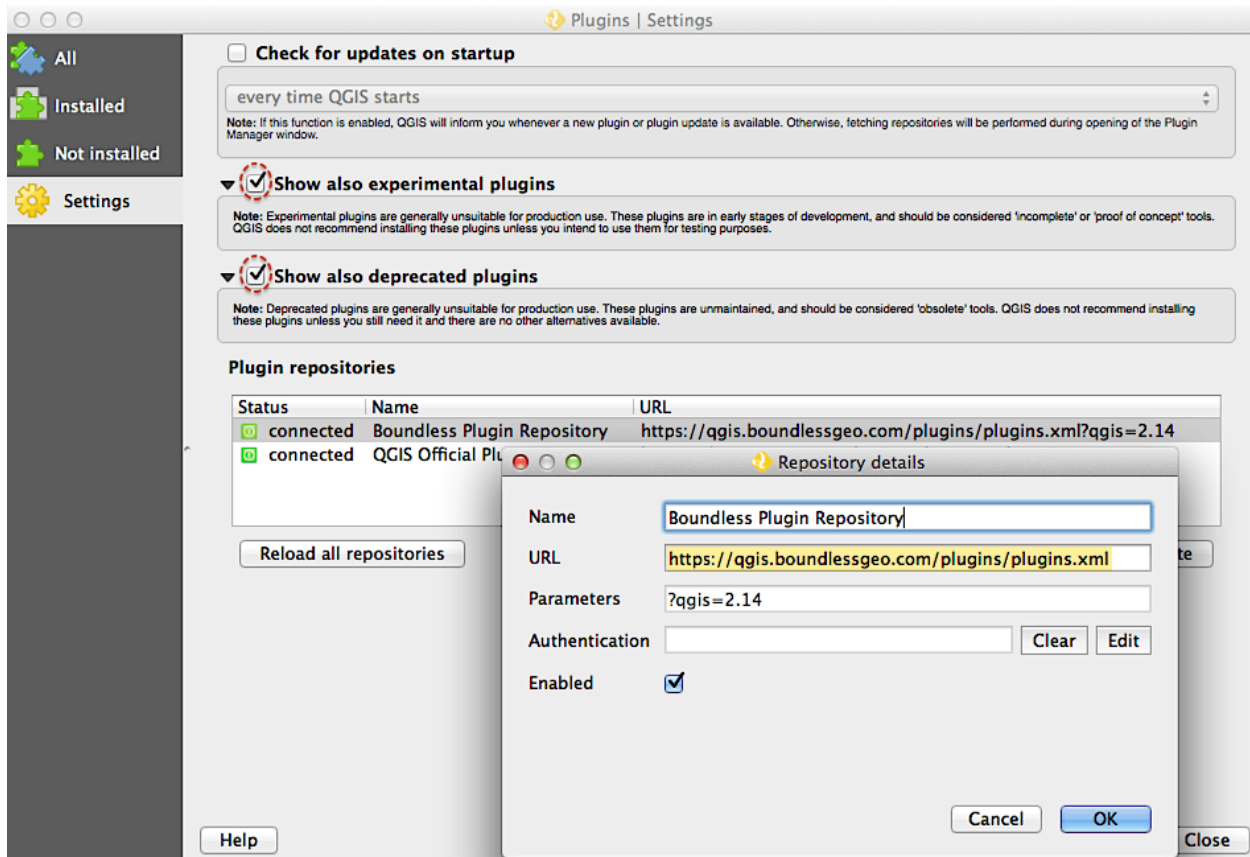 Plugins | Settings
All
Installed
Not installed
Settings
Check for updates on startup
every time QGIS starts
Note: If this function is enabled, QGIS will inform you whenever a new plugin or plugin update is available. Otherwise, fetching repositories will be performed during opening of the Plugin
Manager window.
Show also experimental plugins
Note: Experimental plugins are generally unsuitable for production use. These plugins are in early stages of development, and should be considered 'incomplete' or 'proof of concept' tools.
QGIS does not recommend installing these plugins unless you intend to use them for testing purposes.
Show also deprecated plugins
Note: Deprecated plugins are generally unsuitable for production use. These plugins are unmaintained, and should be considered 'obsolete' tools. QGIS does not recommend installing
these plugins unless you still need it and there are no other alternatives available.
Plugin repositories
Status Name URL
connected Boundless Plugin Repository https://qgis.boundlessgeo.com/plugins/plugins.xml?qgis=2.14
connected QGIS Official Plu
Reload all repositories
te
Repository details
Name Boundless Plugin Repository
URL https://qgis.boundlessgeo.com/plugins/plugins.xml
Parameters ?qgis=2.14
Authentication Clear Edit
Enabled
Cancel OK
Help Close